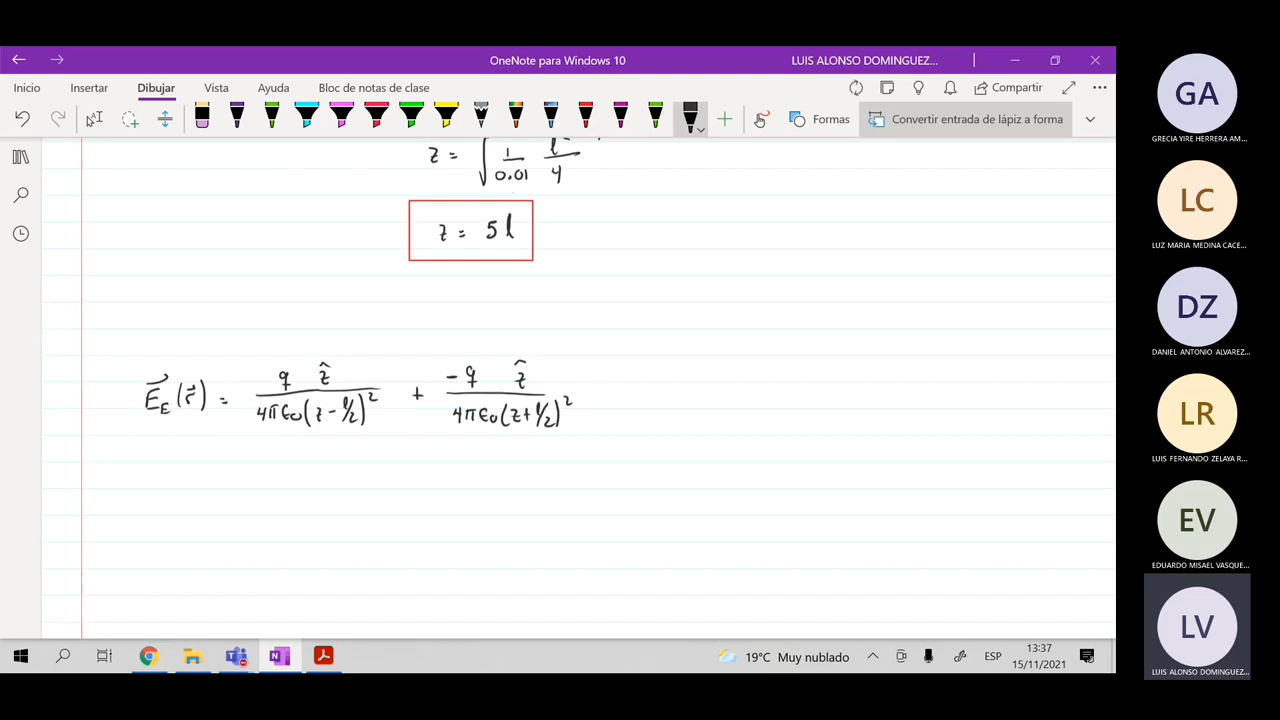 OneNote para Windows 10
LUIS ALONSO DOMINGUEZ...
Inicio Insertar Dibujar Vista Ayuda Bloc de notas de clase
Compartir
Formas
Convertir entrada de lápiz a forma
z = √ 1/0.01 l²/4
z = 5l
E⃗_E(r⃗) = q ẑ / 4πε₀(z - l/2)² + -q ẑ / 4πε₀(z + l/2)²
GA
GRECIA YIRE HERRERA AM...
LC
LUZ MARIA MEDINA CACE...
DZ
DANIEL ANTONIO ALVAREZ...
LR
LUIS FERNANDO ZELAYA R...
EV
EDUARDO MISAEL VASQUE...
LV
LUIS ALONSO DOMINGUEZ...
19°C Muy nublado
ESP
13:37
15/11/2021